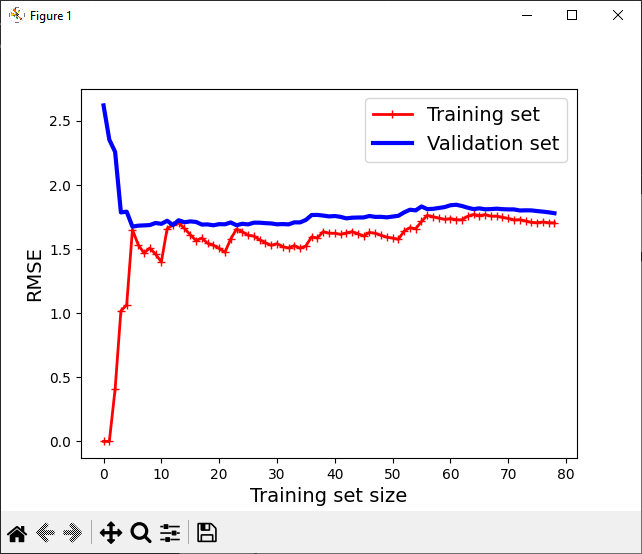 Figure 1
Training set
Validation set
2.5
2.0
1.5
1.0
0.5
0.0
RMSE
0 10 20 30 40 50 60 70 80
Training set size